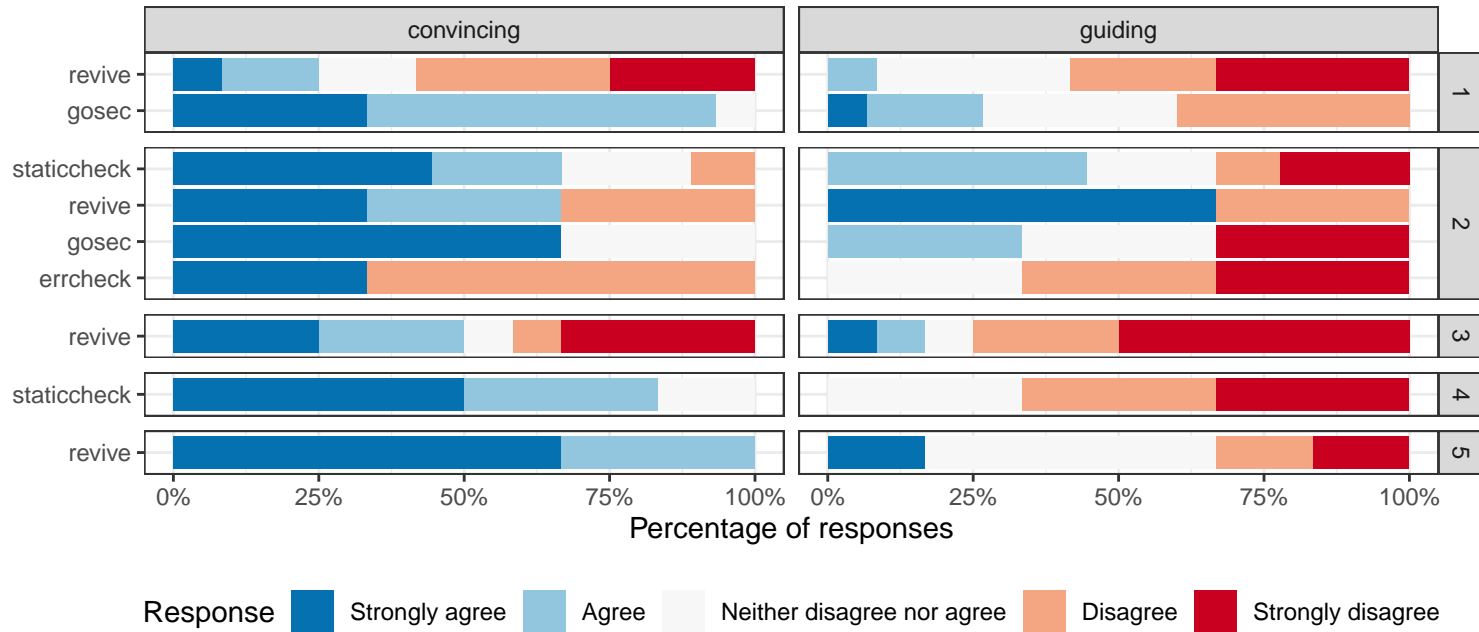 convincing guiding
revive
gosec
1
staticcheck
revive
gosec
errcheck
2
revive
3
staticcheck
4
revive
5
0% 25% 50% 75% 100% 0% 25% 50% 75% 100%
Percentage of responses
Response Strongly agree Agree Neither disagree nor agree Disagree Strongly disagree